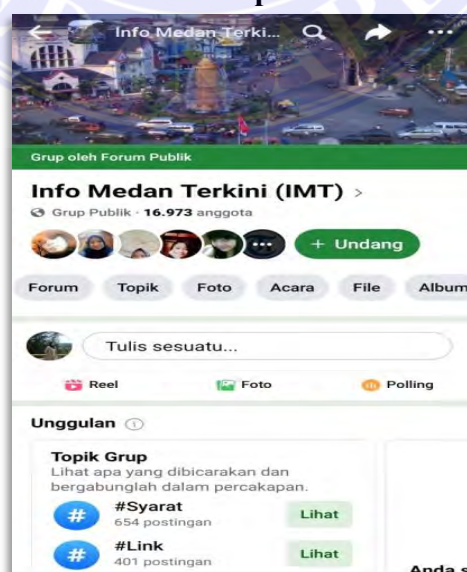 Info Medan Terki...
Grup oleh Forum Publik
Info Medan Terkini (IMT) >
Grup Publik · 16.973 anggota
+ Undang
Forum Topik Foto Acara File Album
Tulis sesuatu...
Reel Foto Polling
Unggulan
Topik Grup
Lihat apa yang dibicarakan dan
bergabunglah dalam percakapan.
#Syarat
654 postingan
Lihat
#Link
401 postingan
Lihat
Anda s